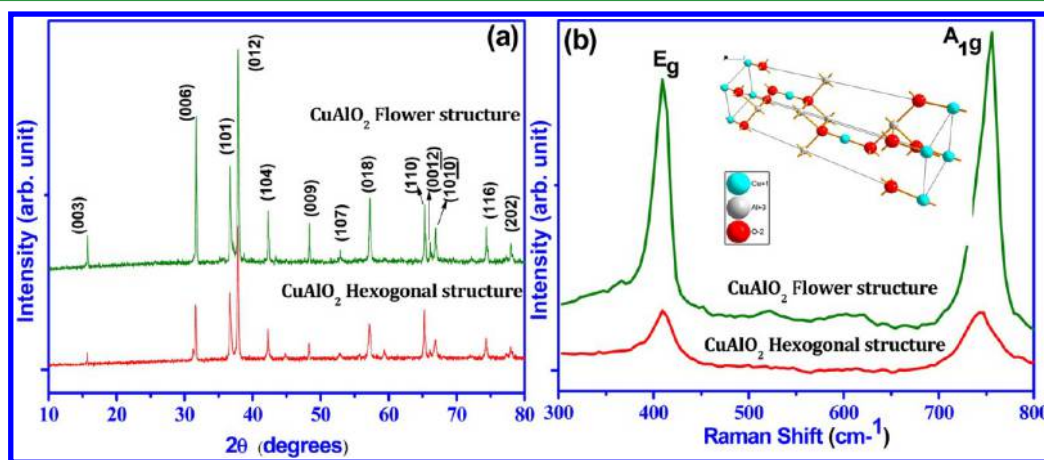 (a)
Intensity (arb. unit)
(003)
(006)
(101)
(012)
(104)
(009)
(107)
(018)
(110)
(0012)
(1010)
(116)
(202)
CuAlO2 Flower structure
CuAlO2 Hexogonal structure
10 20 30 40 50 60 70 80
2θ (degrees)
(b)
Intensity (arb. unit)
Eg
A1g
Cu+1
Al+3
O-2
CuAlO2 Flower structure
CuAlO2 Hexogonal structure
300 400 500 600 700 800
Raman Shift (cm-1)